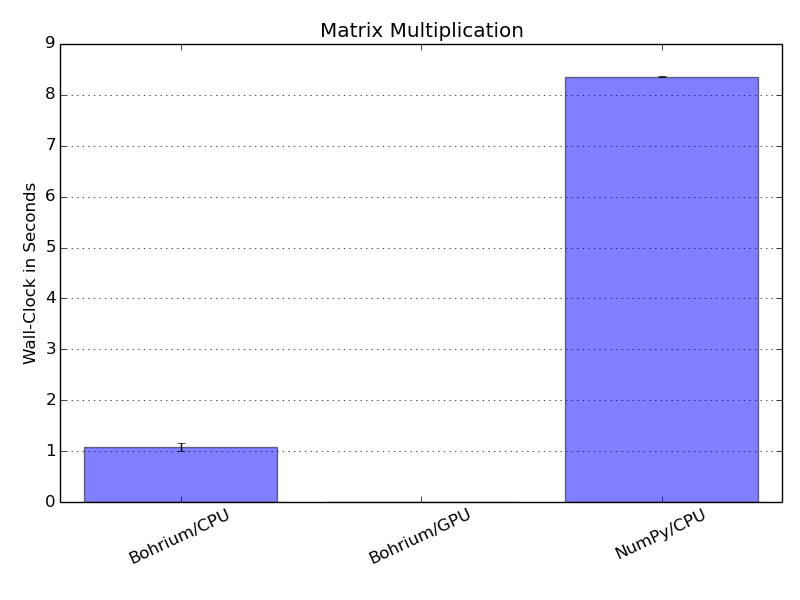 Matrix Multiplication
9
8
7
6
5
4
3
2
1
0
Wall-Clock in Seconds
Bohrium/CPU
Bohrium/GPU
NumPy/CPU